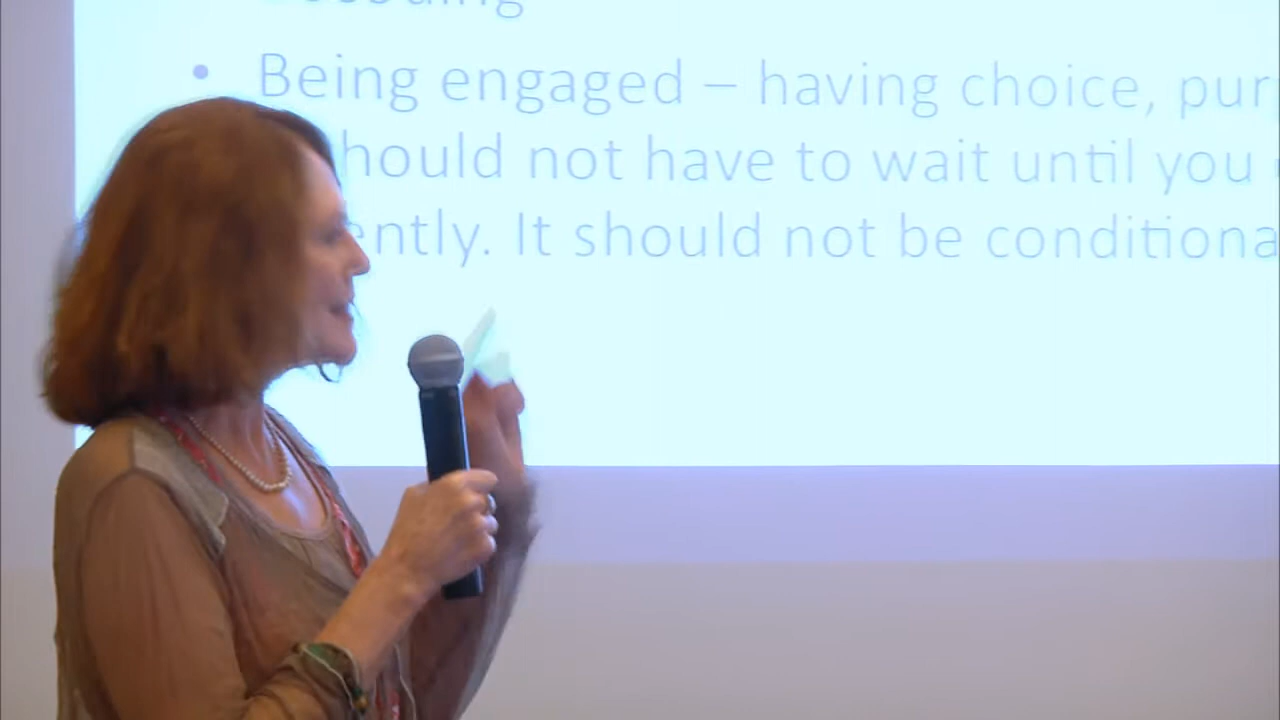 • Being engaged – having choice, pur
hould not have to wait until you
ently. It should not be conditiona